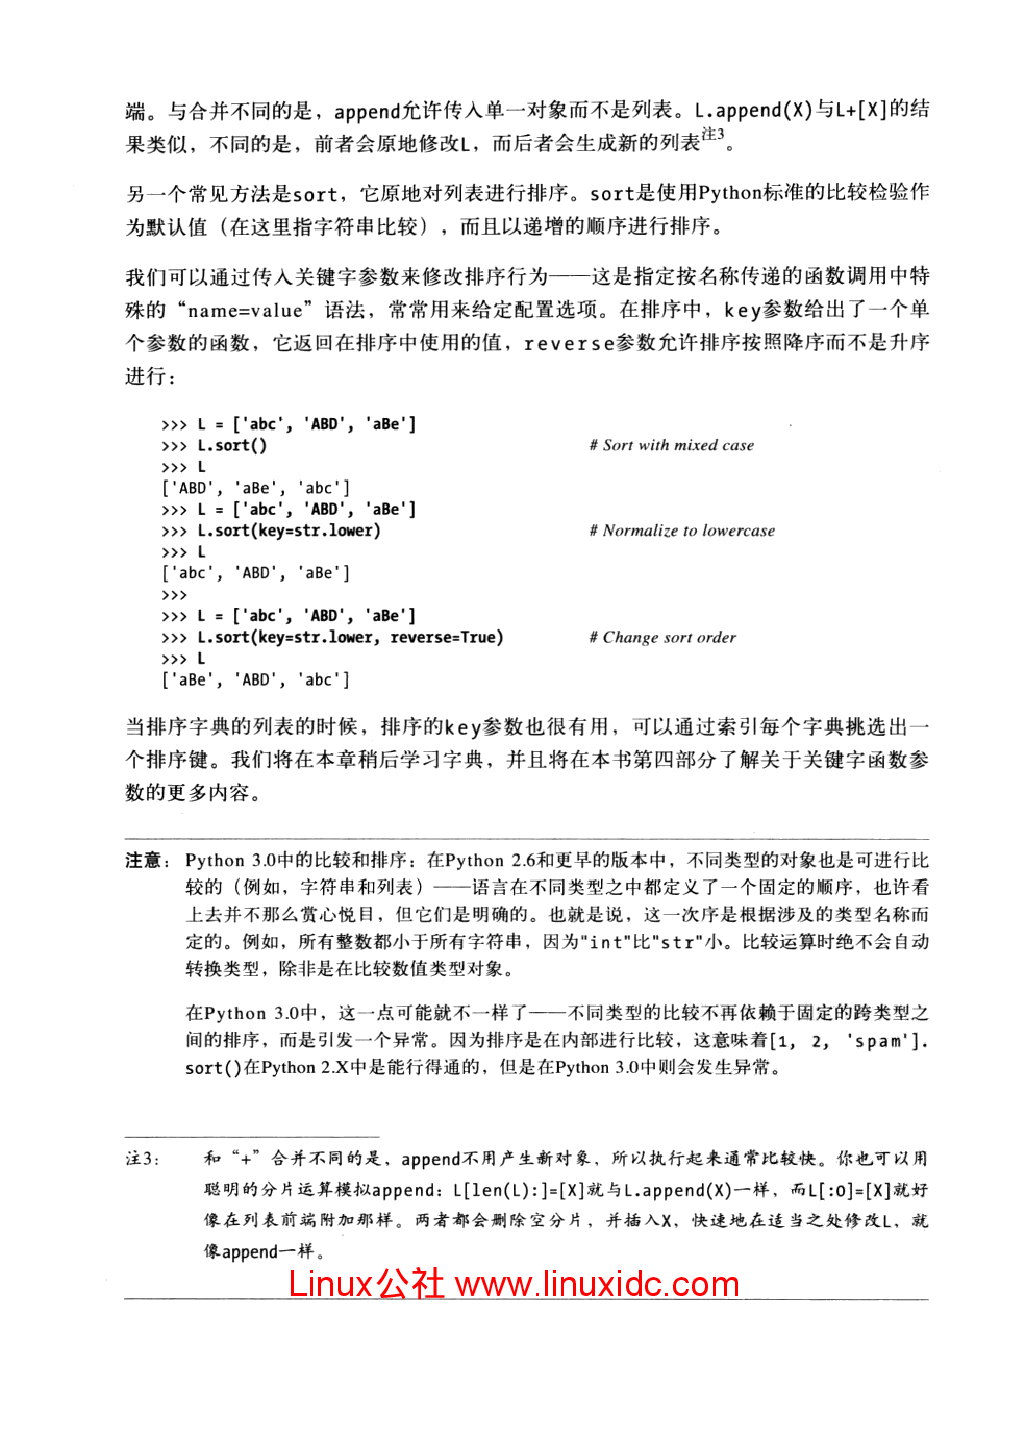 端。与合并不同的是，append允许传入单一对象而不是列表。L.append(X)与L+[X]的结
果类似，不同的是，前者会原地修改L，而后者会生成新的列表注3。
另一个常见方法是sort，它原地对列表进行排序。sort是使用Python标准的比较检验作
为默认值（在这里指字符串比较），而且以递增的顺序进行排序。
我们可以通过传入关键字参数来修改排序行为——这是指定按名称传递的函数调用中特
殊的“name=value”语法，常常用来给定配置选项。在排序中，key参数给出了一个单
个参数的函数，它返回在排序中使用的值，reverse参数允许排序按照降序而不是升序
进行：
>>> L = ['abc', 'ABD', 'aBe']
>>> L.sort() # Sort with mixed case
>>> L
['ABD', 'aBe', 'abc']
>>> L = ['abc', 'ABD', 'aBe']
>>> L.sort(key=str.lower) # Normalize to lowercase
>>> L
['abc', 'ABD', 'aBe']
>>>
>>> L = ['abc', 'ABD', 'aBe']
>>> L.sort(key=str.lower, reverse=True) # Change sort order
>>> L
['aBe', 'ABD', 'abc']
当排序字典的列表的时候，排序的key参数也很有用，可以通过索引每个字典挑选出一
个排序键。我们将在本章稍后学习字典，并且将在本书第四部分了解关于关键字函数参
数的更多内容。
注意： Python 3.0中的比较和排序：在Python 2.6和更早的版本中，不同类型的对象也是可进行比
较的（例如，字符串和列表）——语言在不同类型之中都定义了一个固定的顺序，也许看
上去并不那么赏心悦目，但它们是明确的。也就是说，这一次序是根据涉及的类型名称而
定的。例如，所有整数都小于所有字符串，因为"int"比"str"小。比较运算时绝不会自动
转换类型，除非是在比较数值类型对象。
在Python 3.0中，这一点可能就不一样了——不同类型的比较不再依赖于固定的跨类型之
间的排序，而是引发一个异常。因为排序是在内部进行比较，这意味着[1, 2, 'spam'].
sort()在Python 2.X中是能行得通的，但是在Python 3.0中则会发生异常。
注3： 和“+”合并不同的是，append不用产生新对象，所以执行起来通常比较快。你也可以用
聪明的分片运算模拟append：L[len(L):]=[X]就与L.append(X)一样，而L[:0]=[X]就好
像在列表前端附加那样。两者都会删除空分片，并插入X，快速地在适当之处修改L，就
像append一样。
Linux公社 www.linuxidc.com